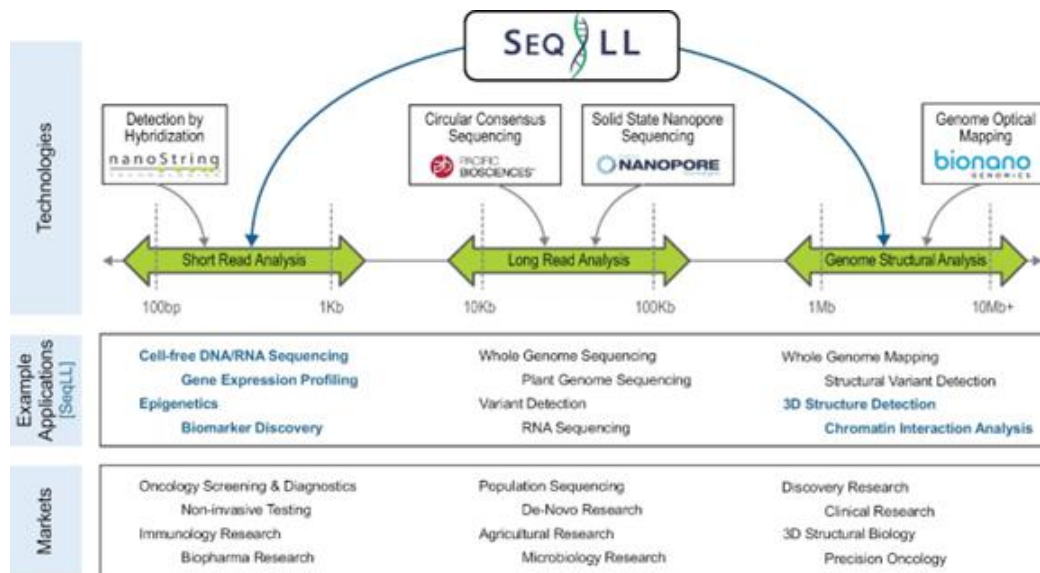 SEQ LL
Technologies
Detection by
Hybridization
nanoString
Circular Consensus
Sequencing
PACIFIC
BIOSCIENCES
Solid State Nanopore
Sequencing
NANOPORE
Genome Optical
Mapping
bionano
GENOMICS
Short Read Analysis
Long Read Analysis
Genome Structural Analysis
100bp
1Kb
10Kb
100Kb
1Mb
10Mb+
Example
Applications
[SeqLL]
Cell-free DNA/RNA Sequencing
Gene Expression Profiling
Epigenetics
Biomarker Discovery
Whole Genome Sequencing
Plant Genome Sequencing
Variant Detection
RNA Sequencing
Whole Genome Mapping
Structural Variant Detection
3D Structure Detection
Chromatin Interaction Analysis
Markets
Oncology Screening & Diagnostics
Non-invasive Testing
Immunology Research
Biopharma Research
Population Sequencing
De-Novo Research
Agricultural Research
Microbiology Research
Discovery Research
Clinical Research
3D Structural Biology
Precision Oncology